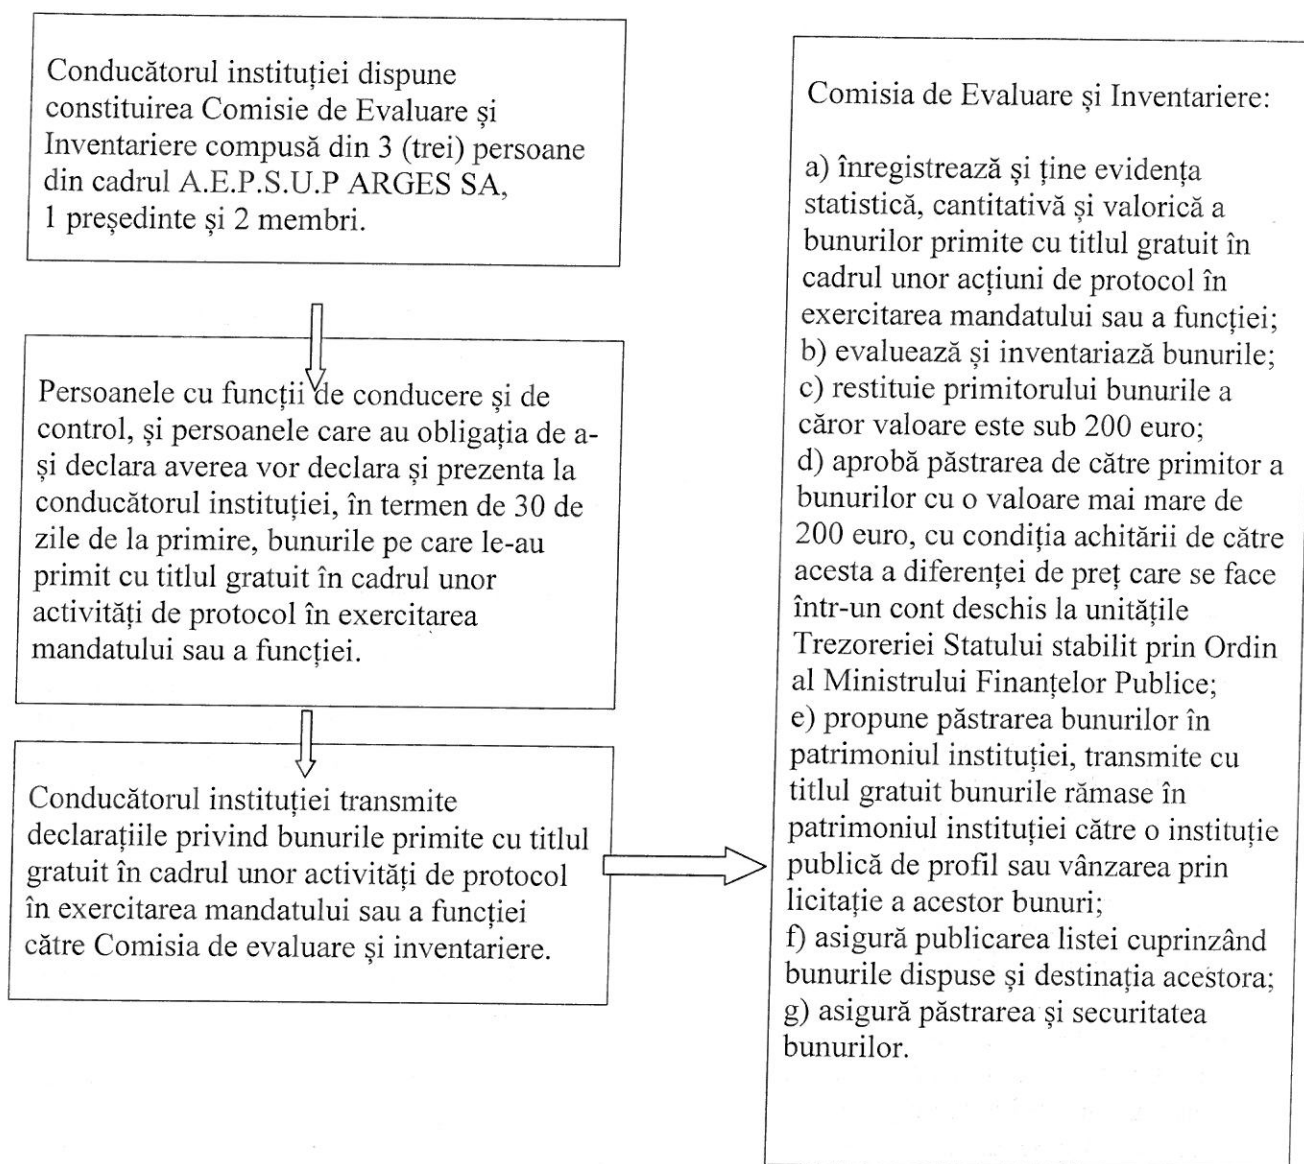 Conducătorul instituției dispune
constituirea Comisie de Evaluare și
Inventariere compusă din 3 (trei) persoane
din cadrul A.E.P.S.U.P ARGES SA,
1 președinte și 2 membri.
Persoanele cu funcții de conducere și de
control, și persoanele care au obligația de a-
și declara averea vor declara și prezenta la
conducătorul instituției, în termen de 30 de
zile de la primire, bunurile pe care le-au
primit cu titlul gratuit în cadrul unor
activități de protocol în exercitarea
mandatului sau a funcției.
Conducătorul instituției transmite
declarațiile privind bunurile primite cu titlul
gratuit în cadrul unor activități de protocol
în exercitarea mandatului sau a funcției
către Comisia de evaluare și inventariere.
Comisia de Evaluare și Inventariere:
a) înregistrează și ține evidența
statistică, cantitativă și valorică a
bunurilor primite cu titlul gratuit în
cadrul unor acțiuni de protocol în
exercitarea mandatului sau a funcției;
b) evaluează și inventariază bunurile;
c) restituie primitorului bunurile a
căror valoare este sub 200 euro;
d) aprobă păstrarea de către primitor a
bunurilor cu o valoare mai mare de
200 euro, cu condiția achitării de către
acesta a diferenței de preț care se face
într-un cont deschis la unitățile
Trezoreriei Statului stabilit prin Ordin
al Ministrului Finanțelor Publice;
e) propune păstrarea bunurilor în
patrimoniul instituției, transmite cu
titlul gratuit bunurile rămase în
patrimoniul instituției către o instituție
publică de profil sau vânzarea prin
licitație a acestor bunuri;
f) asigură publicarea listei cuprinzând
bunurile dispuse și destinația acestora;
g) asigură păstrarea și securitatea
bunurilor.